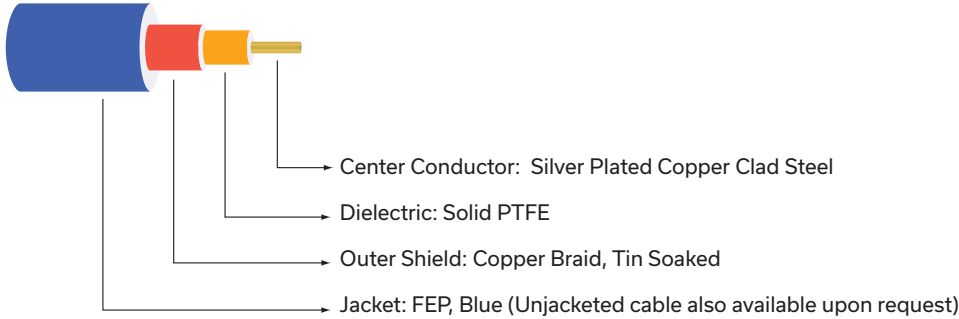 Center Conductor:  Silver Plated Copper Clad Steel
Dielectric: Solid PTFE
Outer Shield: Copper Braid, Tin Soaked
Jacket: FEP, Blue (Unjacketed cable also available upon request)